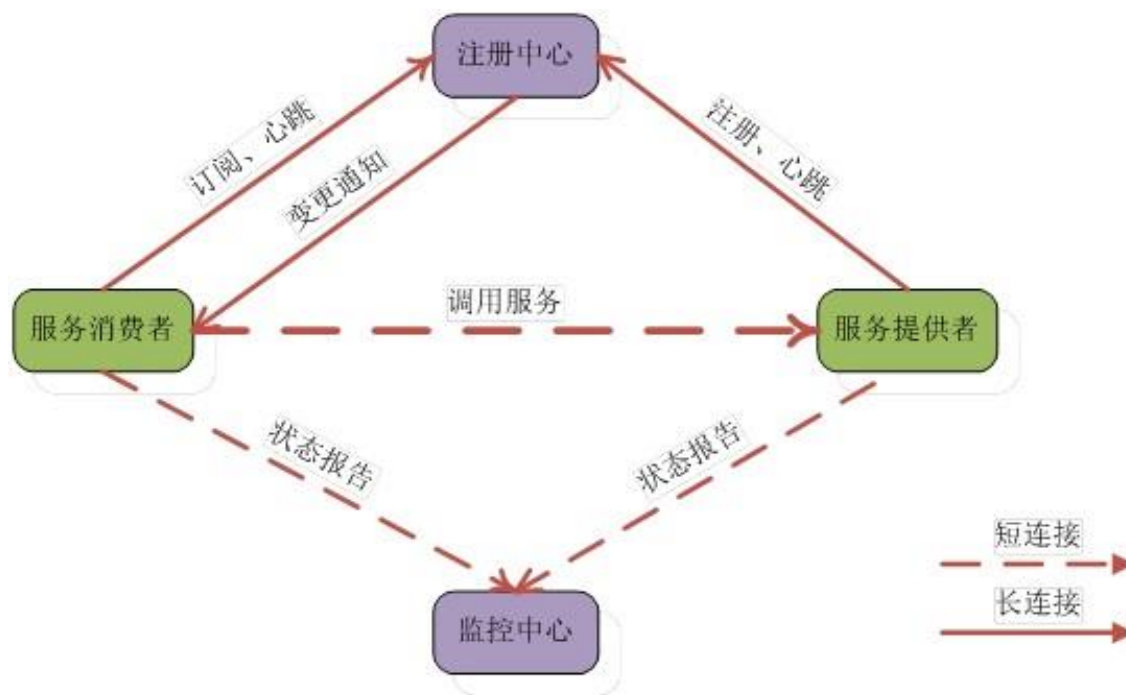 注册中心
订阅、心跳
注册、心跳
变更通知
调用服务
服务消费者
服务提供者
状态报告
状态报告
短连接
长连接
监控中心